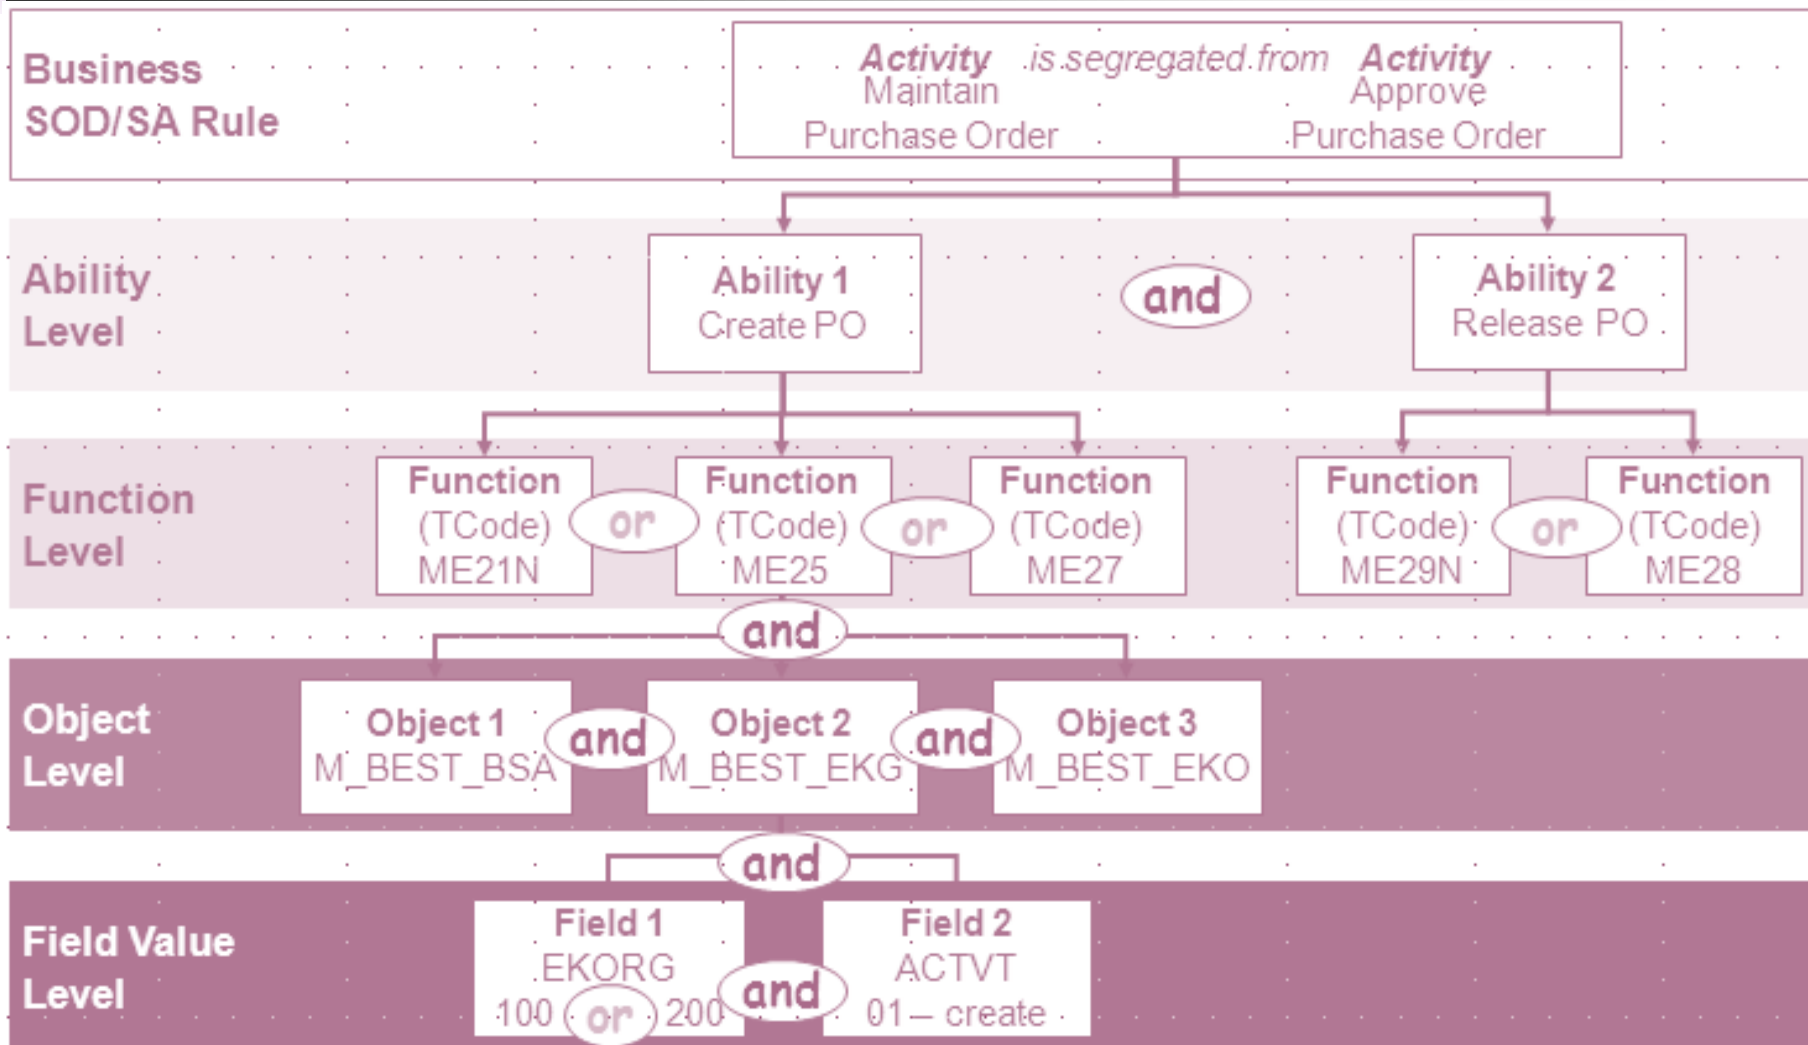 Business
SOD/SA Rule
Activity is segregated from Activity
Maintain Approve
Purchase Order Purchase Order
Ability
Level
Ability 1
Create PO
and
Ability 2
Release PO
Function
Level
Function
(TCode)
ME21N
or
Function
(TCode)
ME25
or
Function
(TCode)
ME27
Function
(TCode)
ME29N
or
Function
(TCode)
ME28
and
Object
Level
Object 1
M_BEST_BSA
and
Object 2
M_BEST_EKG
and
Object 3
M_BEST_EKO
and
Field Value
Level
Field 1
EKORG
100 or 200
and
Field 2
ACTVT
01 – create